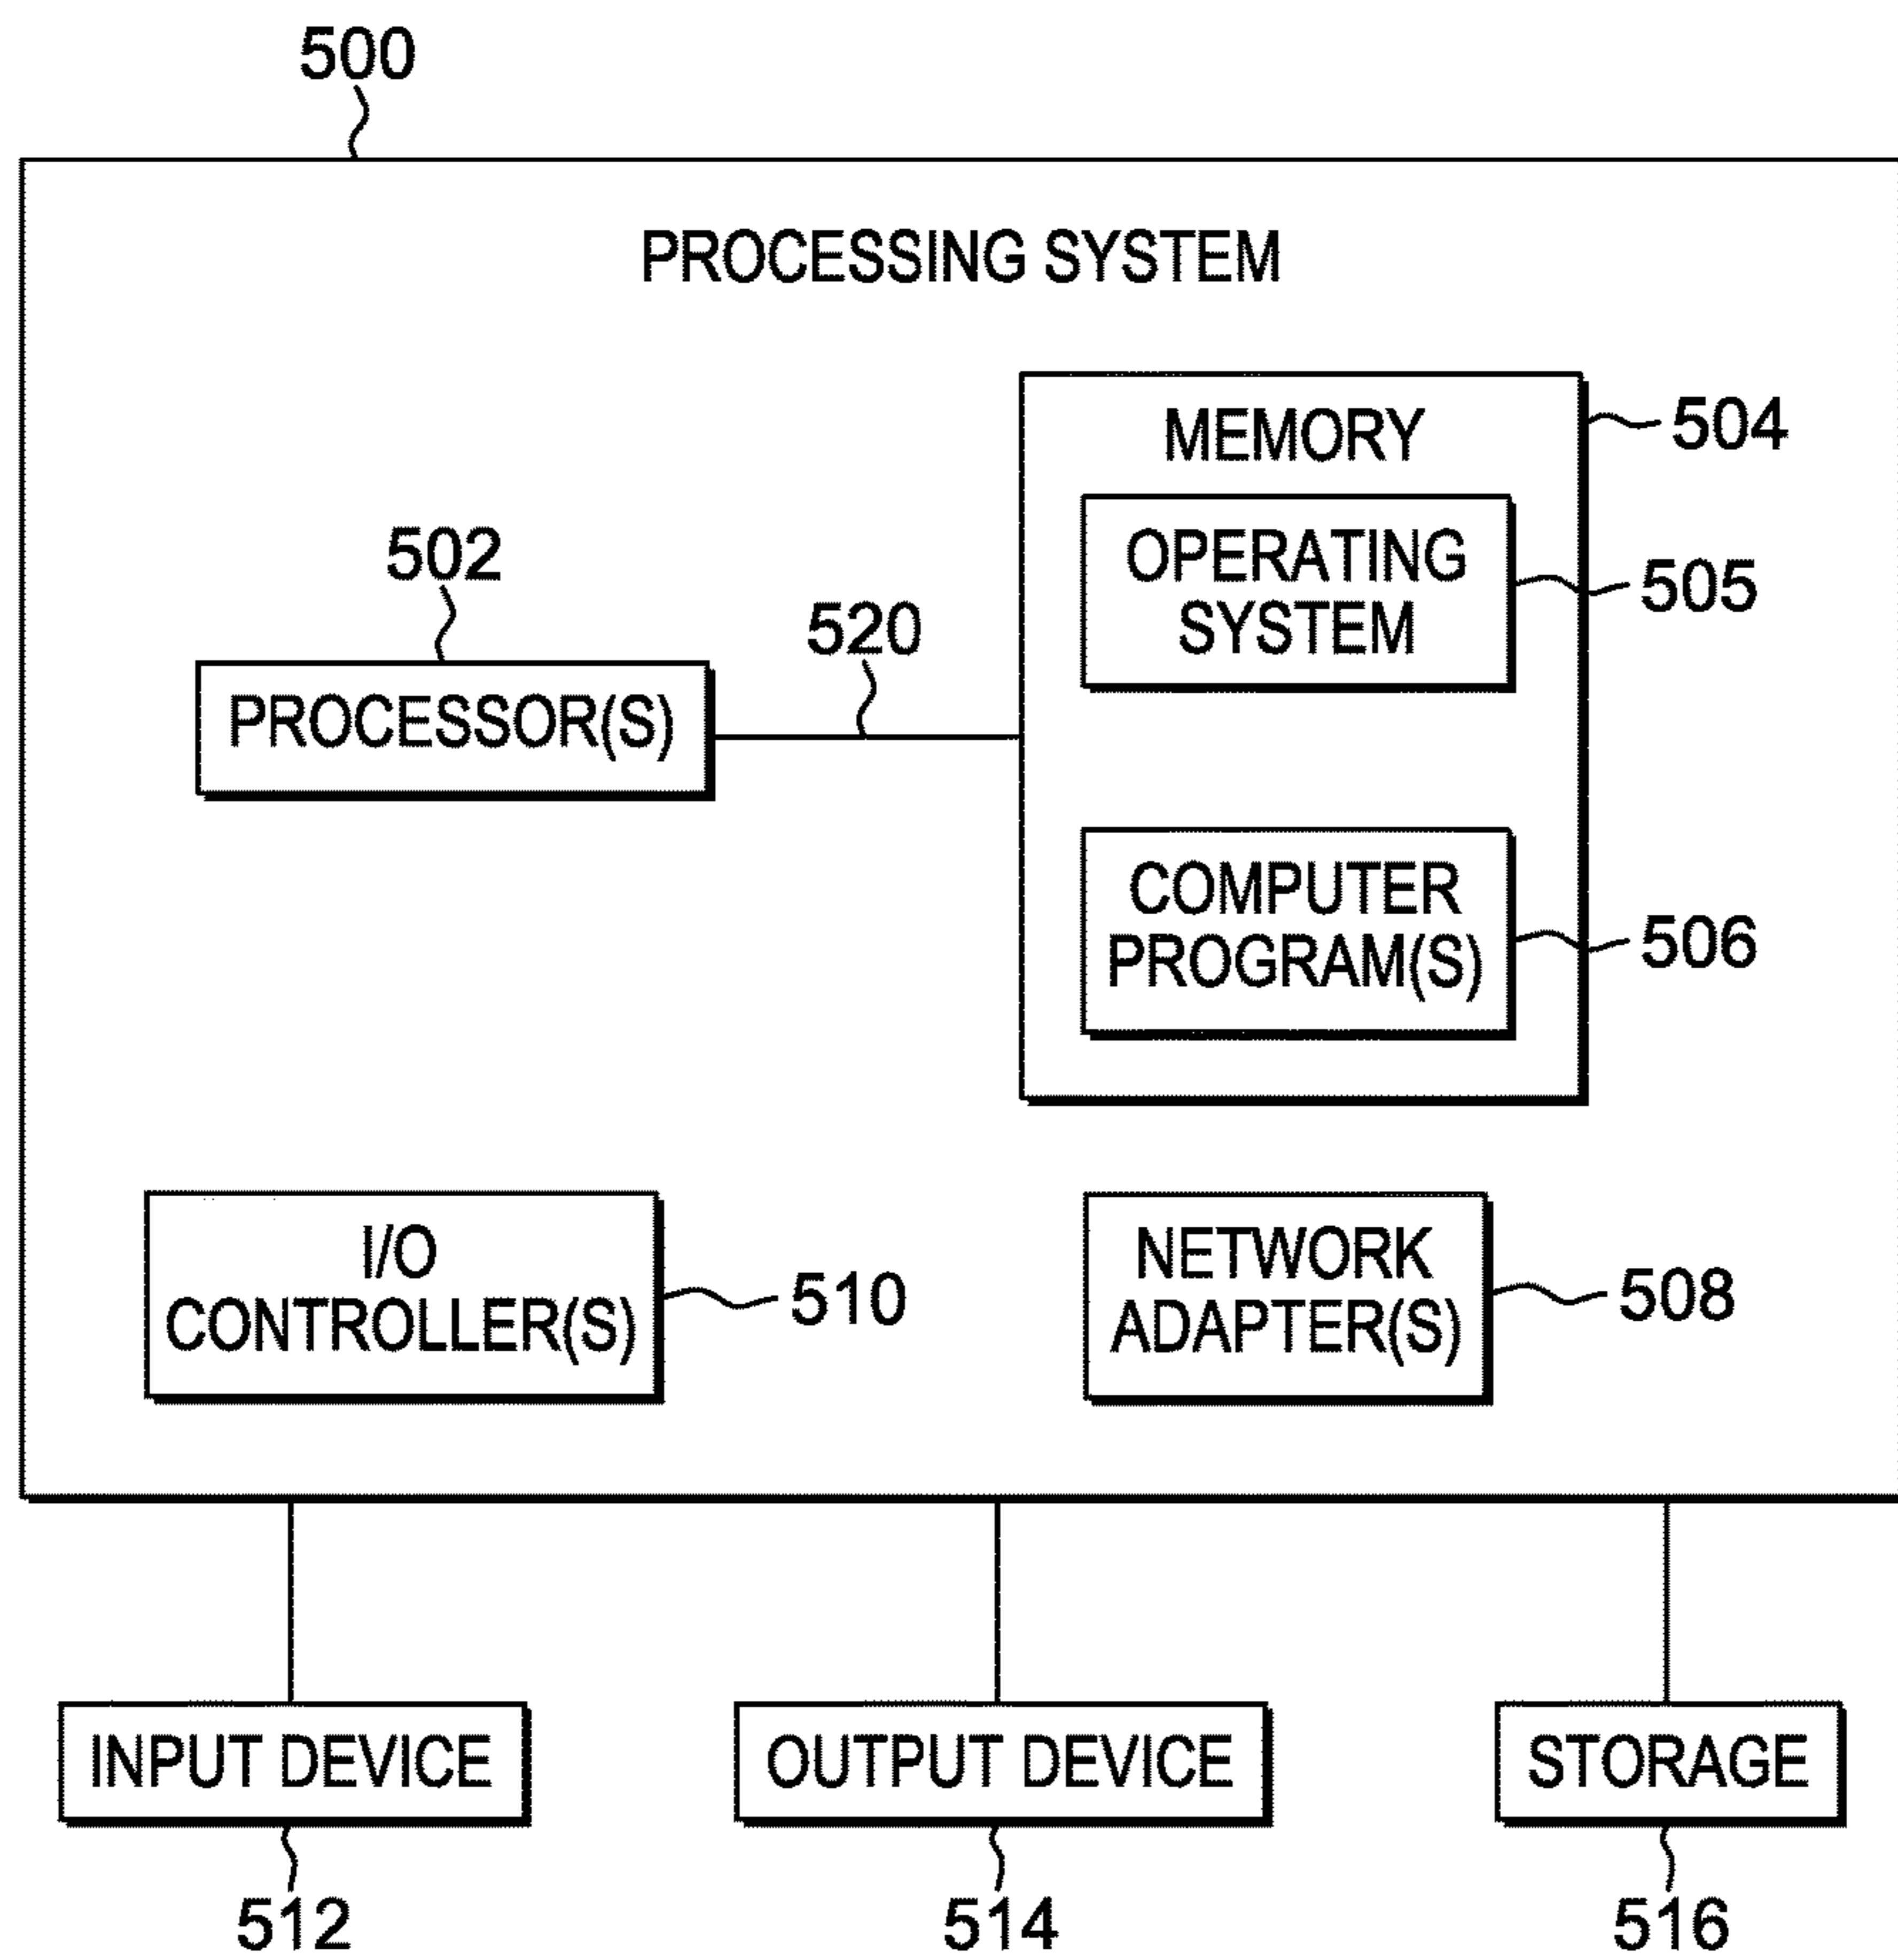 500
PROCESSING SYSTEM
MEMORY
504
OPERATING
SYSTEM
505
502
520
PROCESSOR(S)
COMPUTER
PROGRAM(S)
506
I/O
CONTROLLER(S)
510
NETWORK
ADAPTER(S)
508
INPUT DEVICE
OUTPUT DEVICE
STORAGE
512
514
516